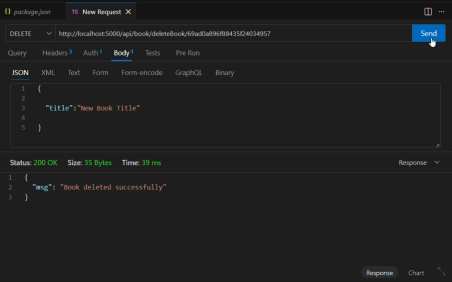 {} package.json
TC New Request ×
DELETE http://localhost:5000/api/book/deleteBook/69ad0a896f88435f24034957 Send
Query Headers 3 Auth 1 Body 1 Tests Pre Run
JSON XML Text Form Form-encode GraphQL Binary
1 {
2
3 "title":"New Book Title"
4
5 }
Status: 200 OK Size: 35 Bytes Time: 39 ms Response
1 {
2 "msg": "Book deleted successfully"
3 }
Response Chart